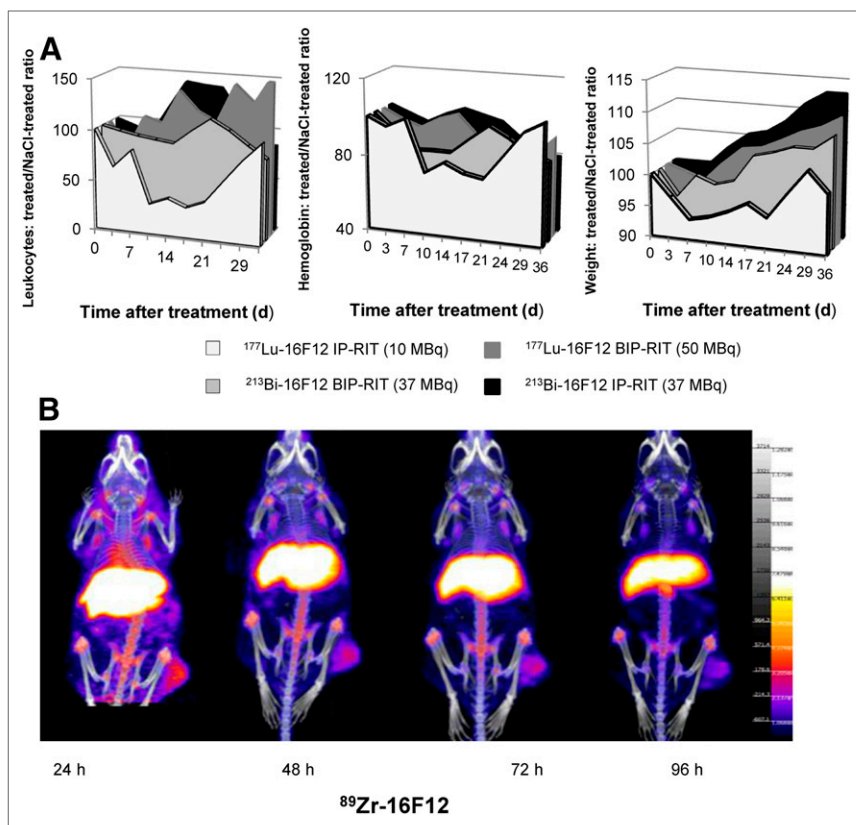 A
Leukocytes: treated/NaCl-treated ratio
150
100
50
0
0 7 14 21 29
Time after treatment (d)
Hemoglobin: treated/NaCl-treated ratio
120
80
40
0 3 7 10 14 17 21 24 29 36
Time after treatment (d)
Weight: treated/NaCl-treated ratio
115
110
105
100
95
90
0 3 7 10 14 17 21 24 29 36
Time after treatment (d)
¹⁷⁷Lu-16F12 IP-RIT (10 MBq)
¹⁷⁷Lu-16F12 BIP-RIT (50 MBq)
²¹³Bi-16F12 BIP-RIT (37 MBq)
²¹³Bi-16F12 IP-RIT (37 MBq)
B
24 h 48 h 72 h 96 h
⁸⁹Zr-16F12